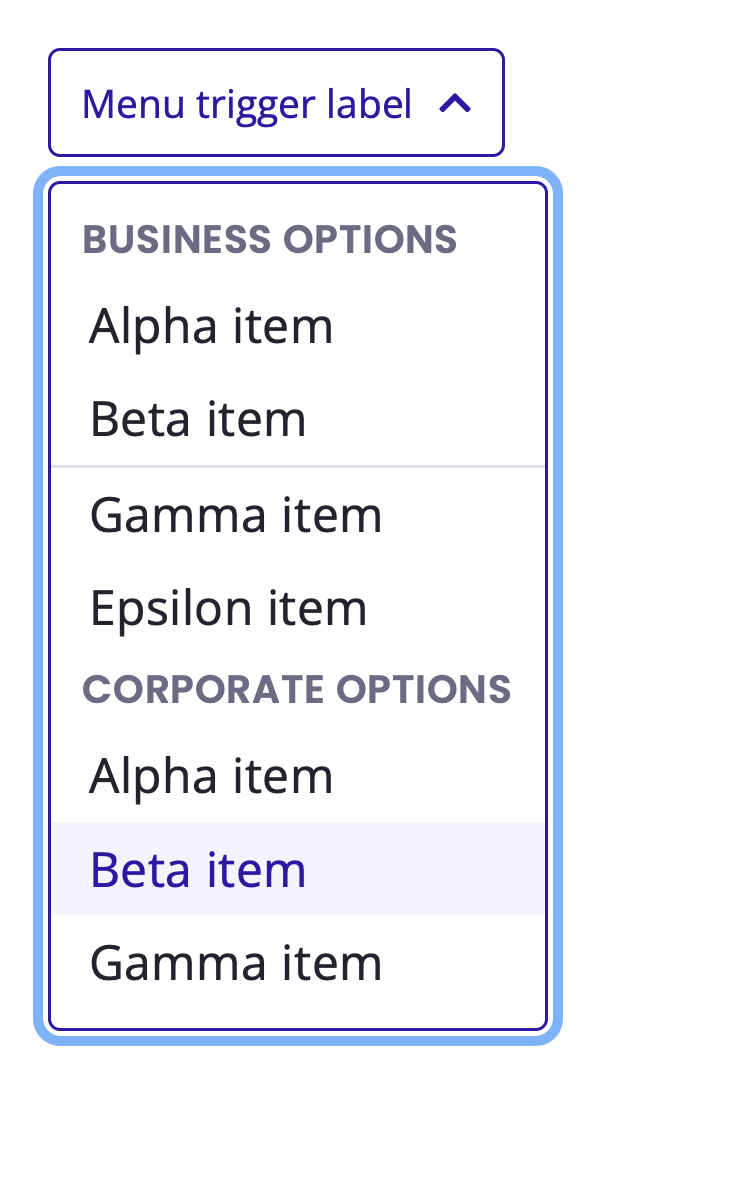 Menu trigger label
BUSINESS OPTIONS
Alpha item
Beta item
Gamma item
Epsilon item
CORPORATE OPTIONS
Alpha item
Beta item
Gamma item